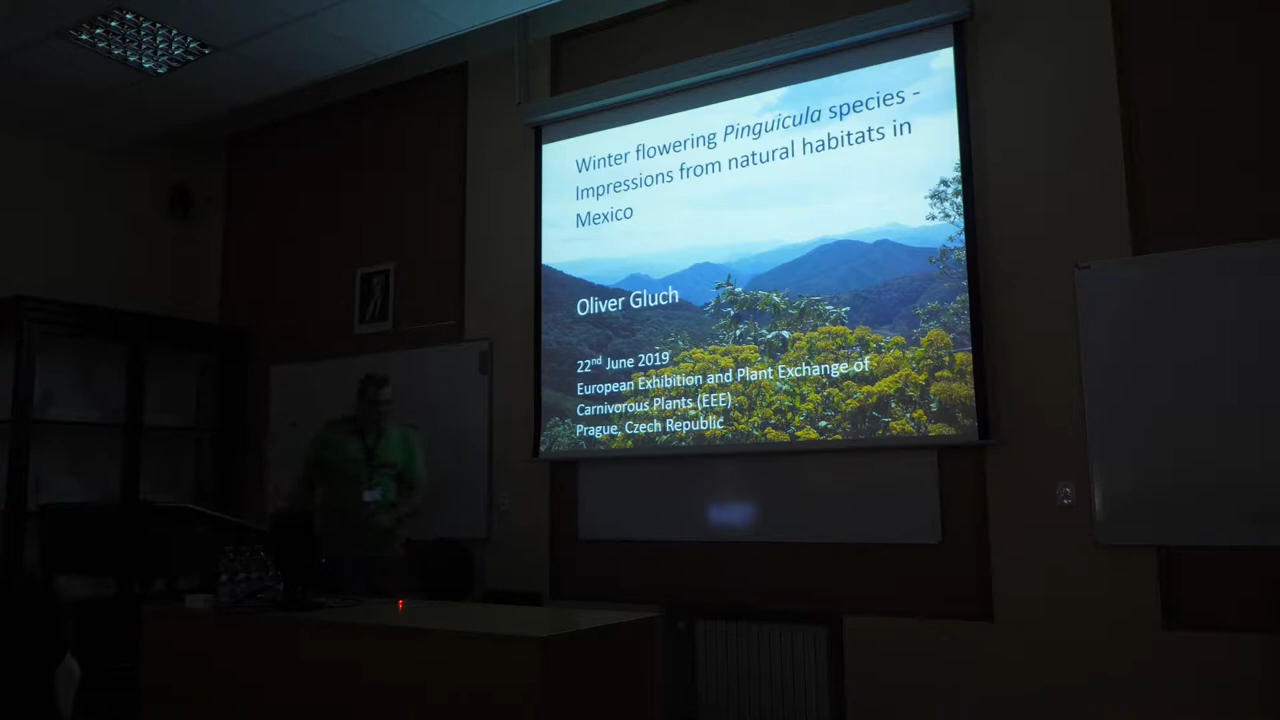 Winter flowering Pinguicula species -
Impressions from natural habitats in
Mexico
Oliver Gluch
22nd June 2019
European Exhibition and Plant Exchange of
Carnivorous Plants (EEE)
Prague, Czech Republic